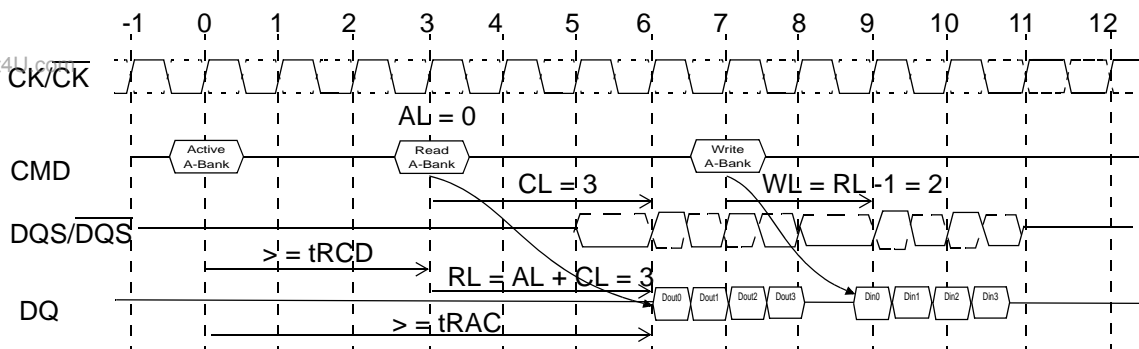 -1 0 1 2 3 4 5 6 7 8 9 10 11 12
4U.com
CK/CK
AL = 0
Active
A-Bank
Read
A-Bank
Write
A-Bank
CMD
CL = 3
WL = RL -1 = 2
DQS/DQS
> = tRCD
RL = AL + CL = 3
DQ
Dout0 Dout1 Dout2 Dout3 Din0 Din1 Din2 Din3
> = tRAC